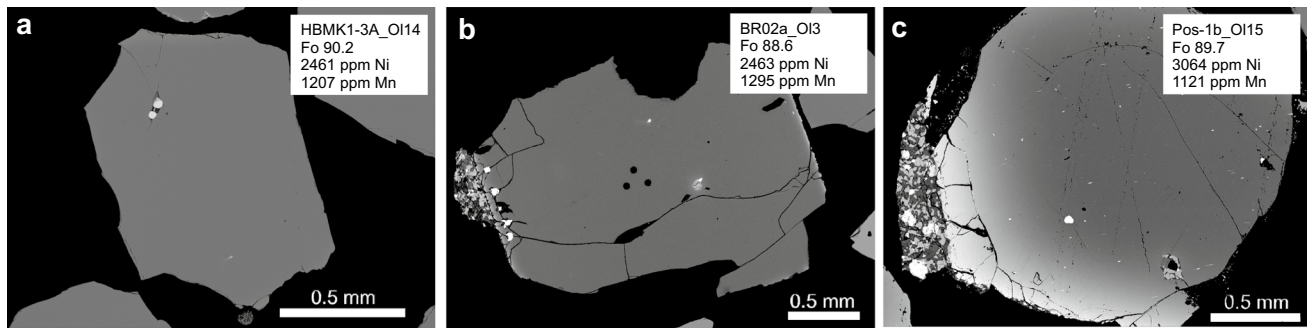 a
HBMK1-3A_Ol14
Fo 90.2
2461 ppm Ni
1207 ppm Mn
0.5 mm
b
BR02a_Ol3
Fo 88.6
2463 ppm Ni
1295 ppm Mn
0.5 mm
c
Pos-1b_Ol15
Fo 89.7
3064 ppm Ni
1121 ppm Mn
0.5 mm